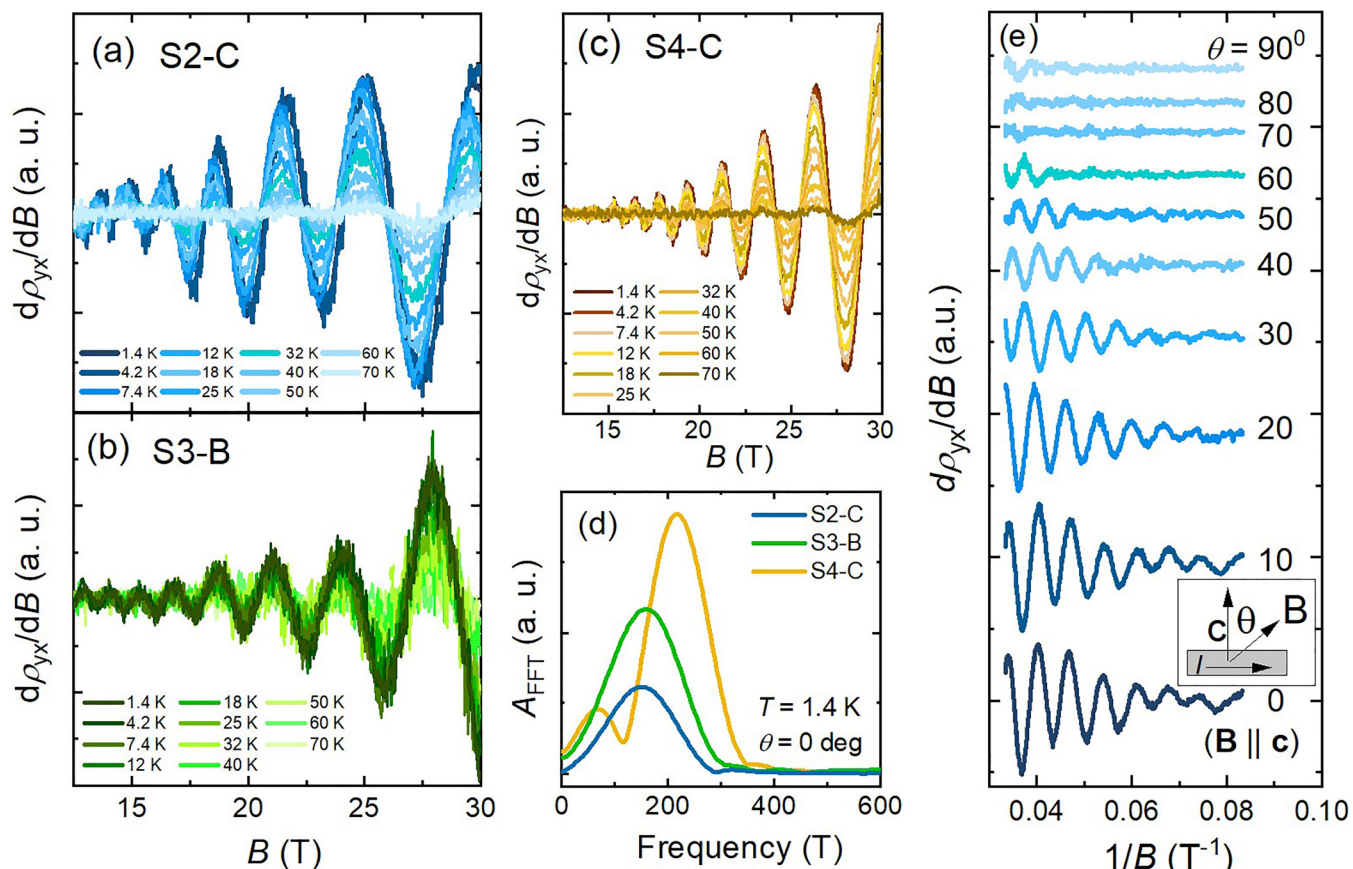 (a) S2-C
dρyx/dB (a. u.)
1.4 K 12 K 32 K 60 K
4.2 K 18 K 40 K 70 K
7.4 K 25 K 50 K
(b) S3-B
dρyx/dB (a. u.)
1.4 K 18 K 50 K
4.2 K 25 K 60 K
7.4 K 32 K 70 K
12 K 40 K
15 20 25 30
B (T)
(c) S4-C
dρyx/dB (a. u.)
1.4 K 32 K
4.2 K 40 K
7.4 K 50 K
12 K 60 K
18 K 70 K
25 K
15 20 25 30
B (T)
(d)
S2-C
S3-B
S4-C
AFFT (a. u.)
T = 1.4 K
θ = 0 deg
0 200 400 600
Frequency (T)
(e)
θ = 90⁰
80
70
60
50
40
30
20
10
0
dρyx/dB (a.u.)
c θ B
I
(B || c)
0.04 0.06 0.08 0.10
1/B (T⁻¹)